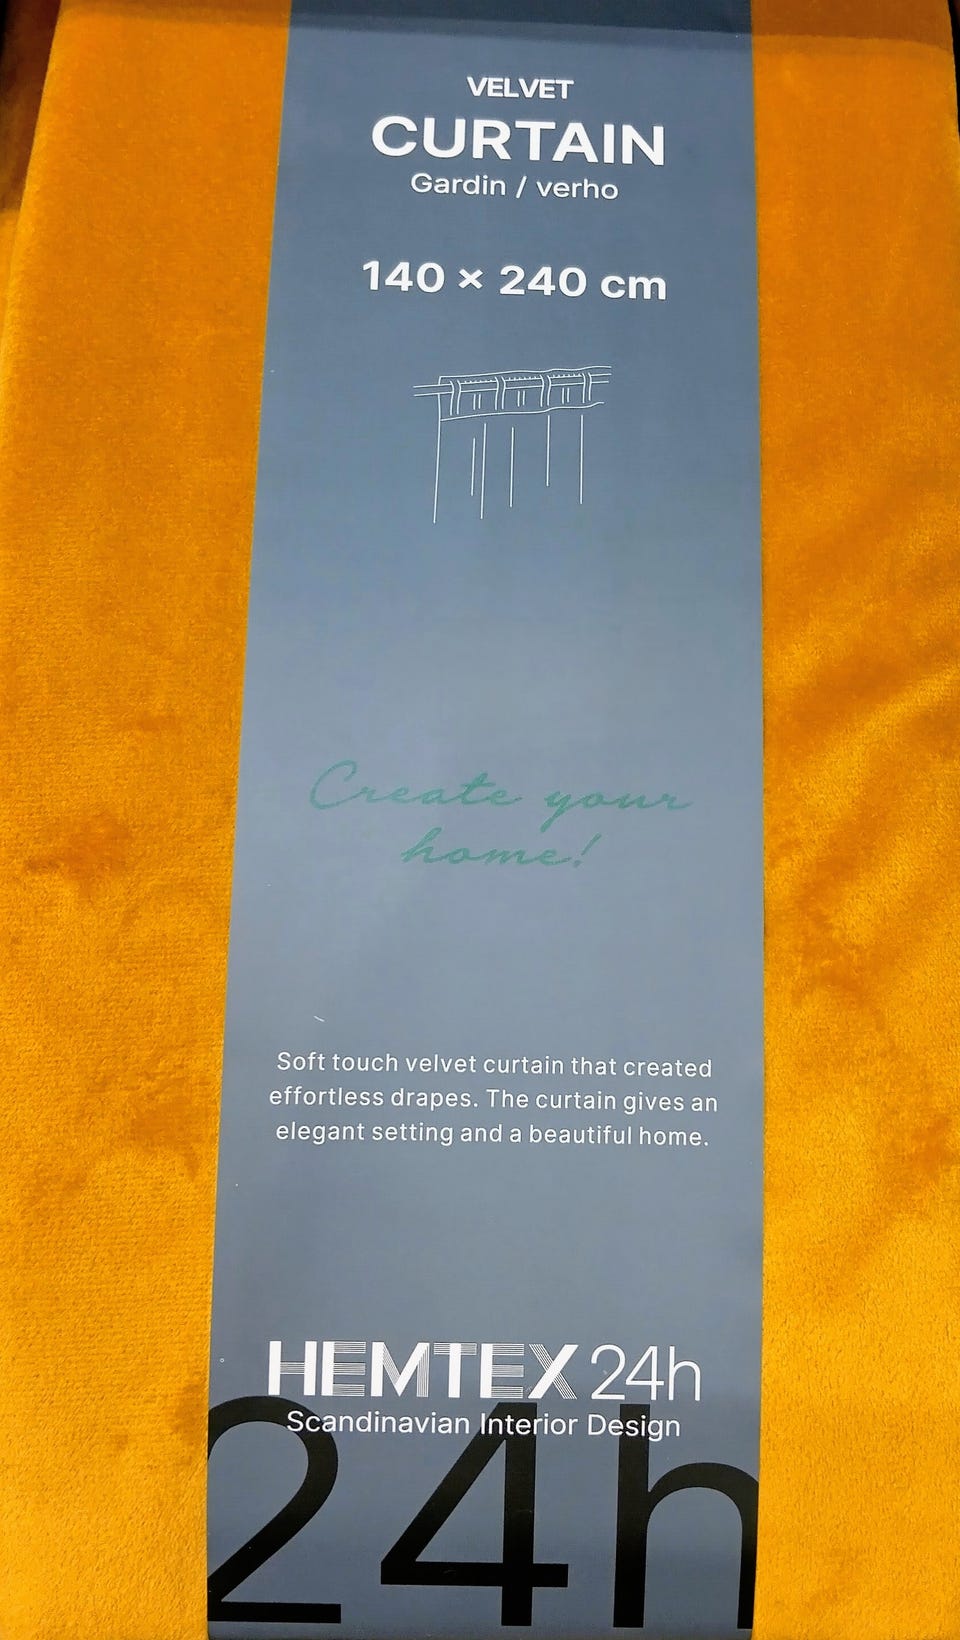 VELVET
CURTAIN
Gardin / verho
140 × 240 cm
Create your
home!
Soft touch velvet curtain that created
effortless drapes. The curtain gives an
elegant setting and a beautiful home.
HEMTEX 24h
Scandinavian Interior Design
24h